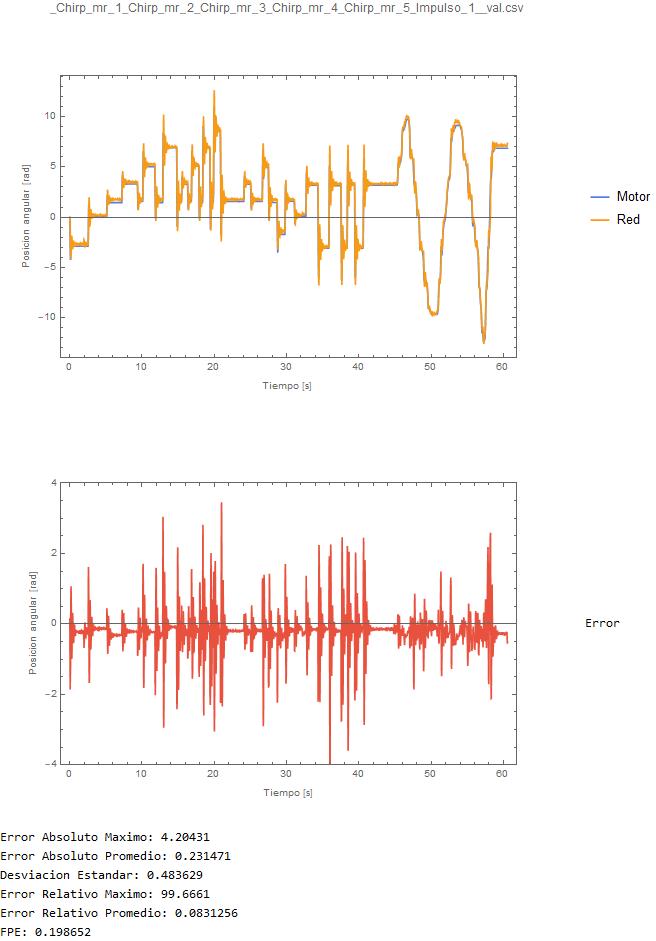 _Chirp_mr_1_Chirp_mr_2_Chirp_mr_3_Chirp_mr_4_Chirp_mr_5_Impulso_1__val.csv
10
5
0
-5
-10
Posicion angular [rad]
0 10 20 30 40 50 60
Tiempo [s]
Motor
Red
4
2
0
-2
-4
Posicion angular [rad]
0 10 20 30 40 50 60
Tiempo [s]
Error
Error Absoluto Maximo: 4.20431
Error Absoluto Promedio: 0.231471
Desviacion Estandar: 0.483629
Error Relativo Maximo: 99.6661
Error Relativo Promedio: 0.0831256
FPE: 0.198652